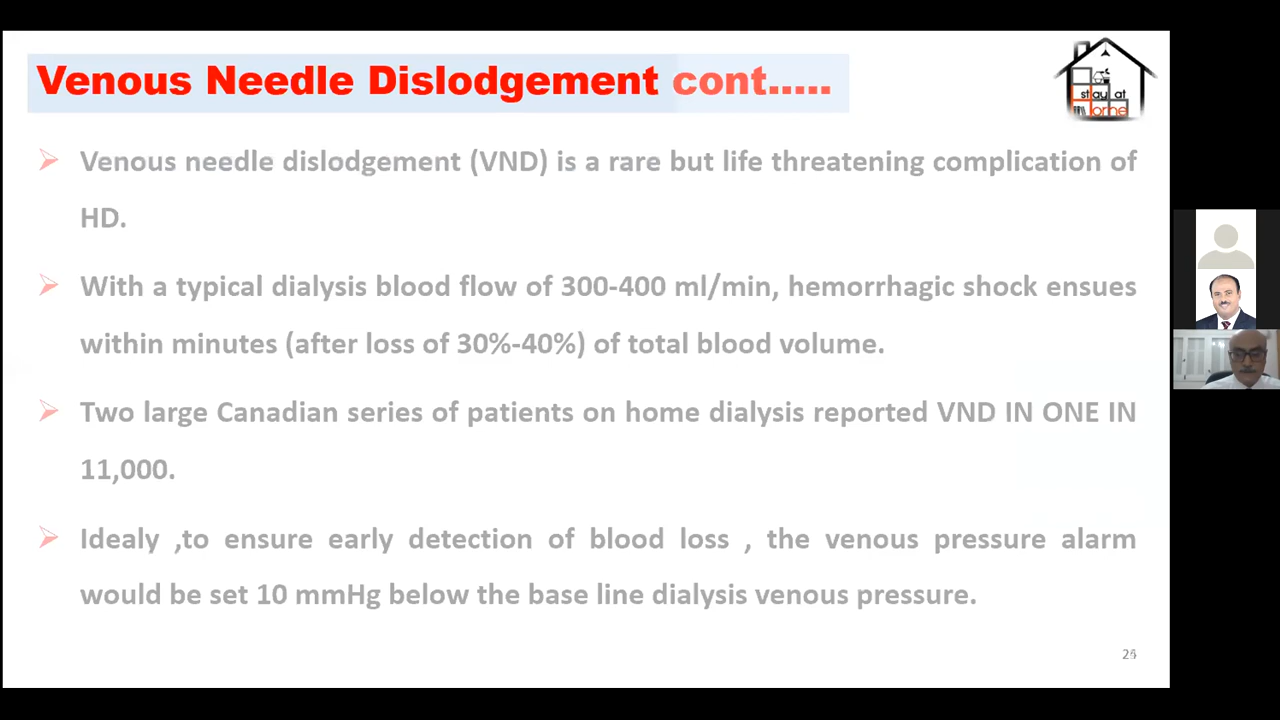 Venous Needle Dislodgement cont.....
stay at
Home
Venous needle dislodgement (VND) is a rare but life threatening complication of
HD.
With a typical dialysis blood flow of 300-400 ml/min, hemorrhagic shock ensues
within minutes (after loss of 30%-40%) of total blood volume.
Two large Canadian series of patients on home dialysis reported VND IN ONE IN
11,000.
Idealy ,to ensure early detection of blood loss , the venous pressure alarm
would be set 10 mmHg below the base line dialysis venous pressure.